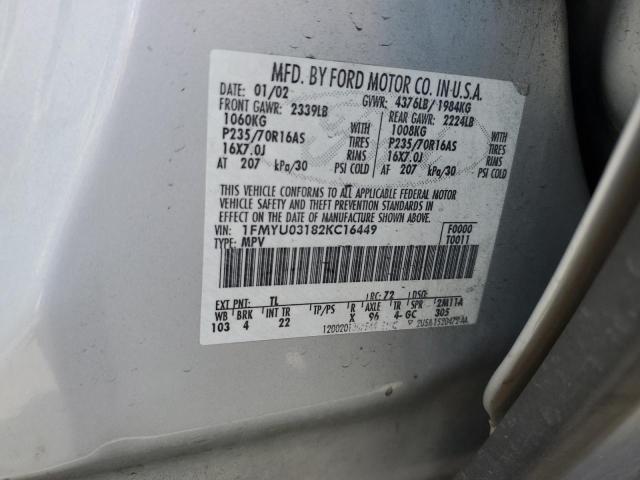 MFD. BY FORD MOTOR CO. IN U.S.A.
DATE: 01/02 GVWR: 4376LB/ 1984KG
FRONT GAWR: 2339LB REAR GAWR: 2224LB
1060KG 1008KG
P235/70R16AS TIRES P235/70R16AS TIRES
16X7.0J RIMS 16X7.0J RIMS
AT 207 kPa/30 PSI COLD AT 207 kPa/30 PSI COLD
THIS VEHICLE CONFORMS TO ALL APPLICABLE FEDERAL MOTOR
VEHICLE SAFETY AND THEFT PREVENTION STANDARDS IN
EFFECT ON THE DATE OF MANUFACTURE SHOWN ABOVE.
VIN: 1FMYU03182KC16449 F0000
TYPE: MPV T0011
EXT PNT: TL RC: 72 DSO:
WB BRK INT TR TP/PS R AXLE TR SPR 2M11A
103 4 22 X 96 4-GC 305